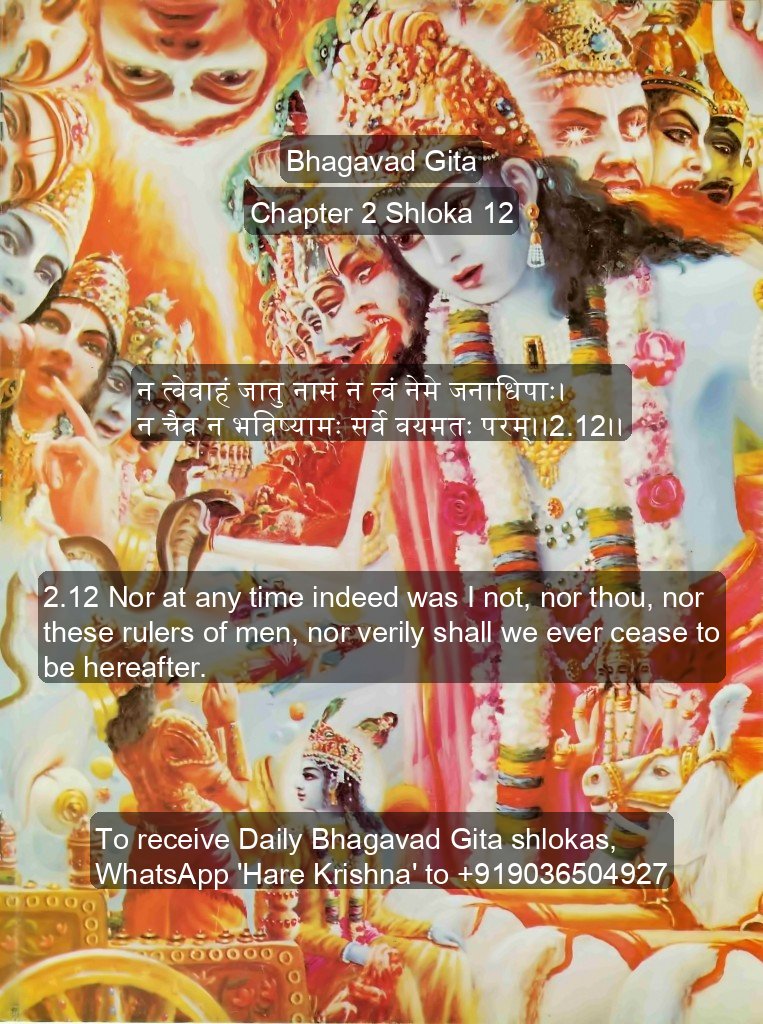 Bhagavad Gita
Chapter 2 Shloka 12
न त्वेवाहं जातु नासं न त्वं नेमे जनाधिपाः।
न चैव न भविष्यामः सर्वे वयमतः परम्।।2.12।।
2.12 Nor at any time indeed was I not, nor thou, nor
these rulers of men, nor verily shall we ever cease to
be hereafter.
To receive Daily Bhagavad Gita shlokas,
WhatsApp 'Hare Krishna' to +919036504927